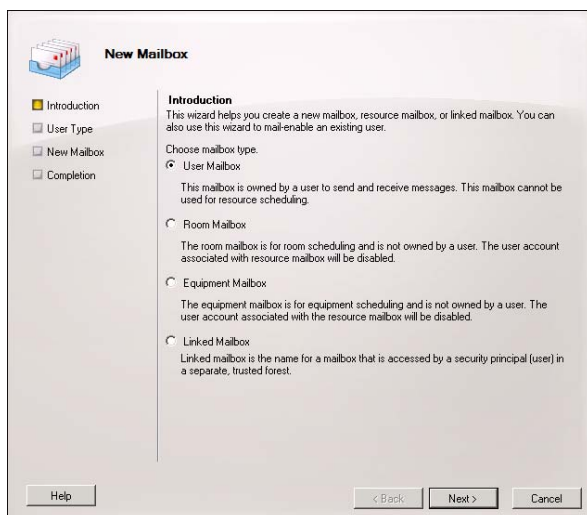 New Mailbox
Introduction
User Type
New Mailbox
Completion
Introduction
This wizard helps you create a new mailbox, resource mailbox, or linked mailbox. You can
also use this wizard to mail-enable an existing user.
Choose mailbox type.
User Mailbox
This mailbox is owned by a user to send and receive messages. This mailbox cannot be
used for resource scheduling.
Room Mailbox
The room mailbox is for room scheduling and is not owned by a user. The user account
associated with resource mailbox will be disabled.
Equipment Mailbox
The equipment mailbox is for equipment scheduling and is not owned by a user. The
user account associated with the resource mailbox will be disabled.
Linked Mailbox
Linked mailbox is the name for a mailbox that is accessed by a security principal (user) in
a separate, trusted forest.
Help
< Back
Next >
Cancel